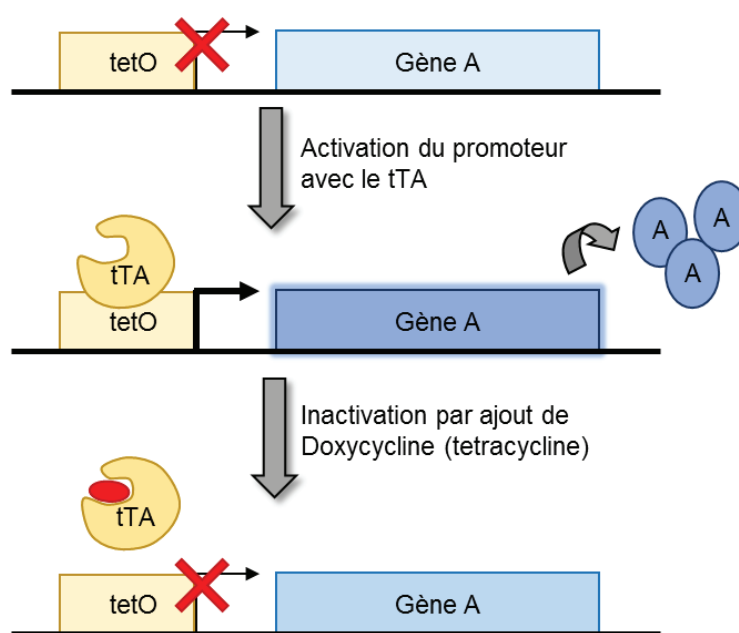 tetO
Gène A
Activation du promoteur
avec le tTA
A
A
A
tTA
tetO
Gène A
Inactivation par ajout de
Doxycycline (tetracycline)
tTA
tetO
Gène A